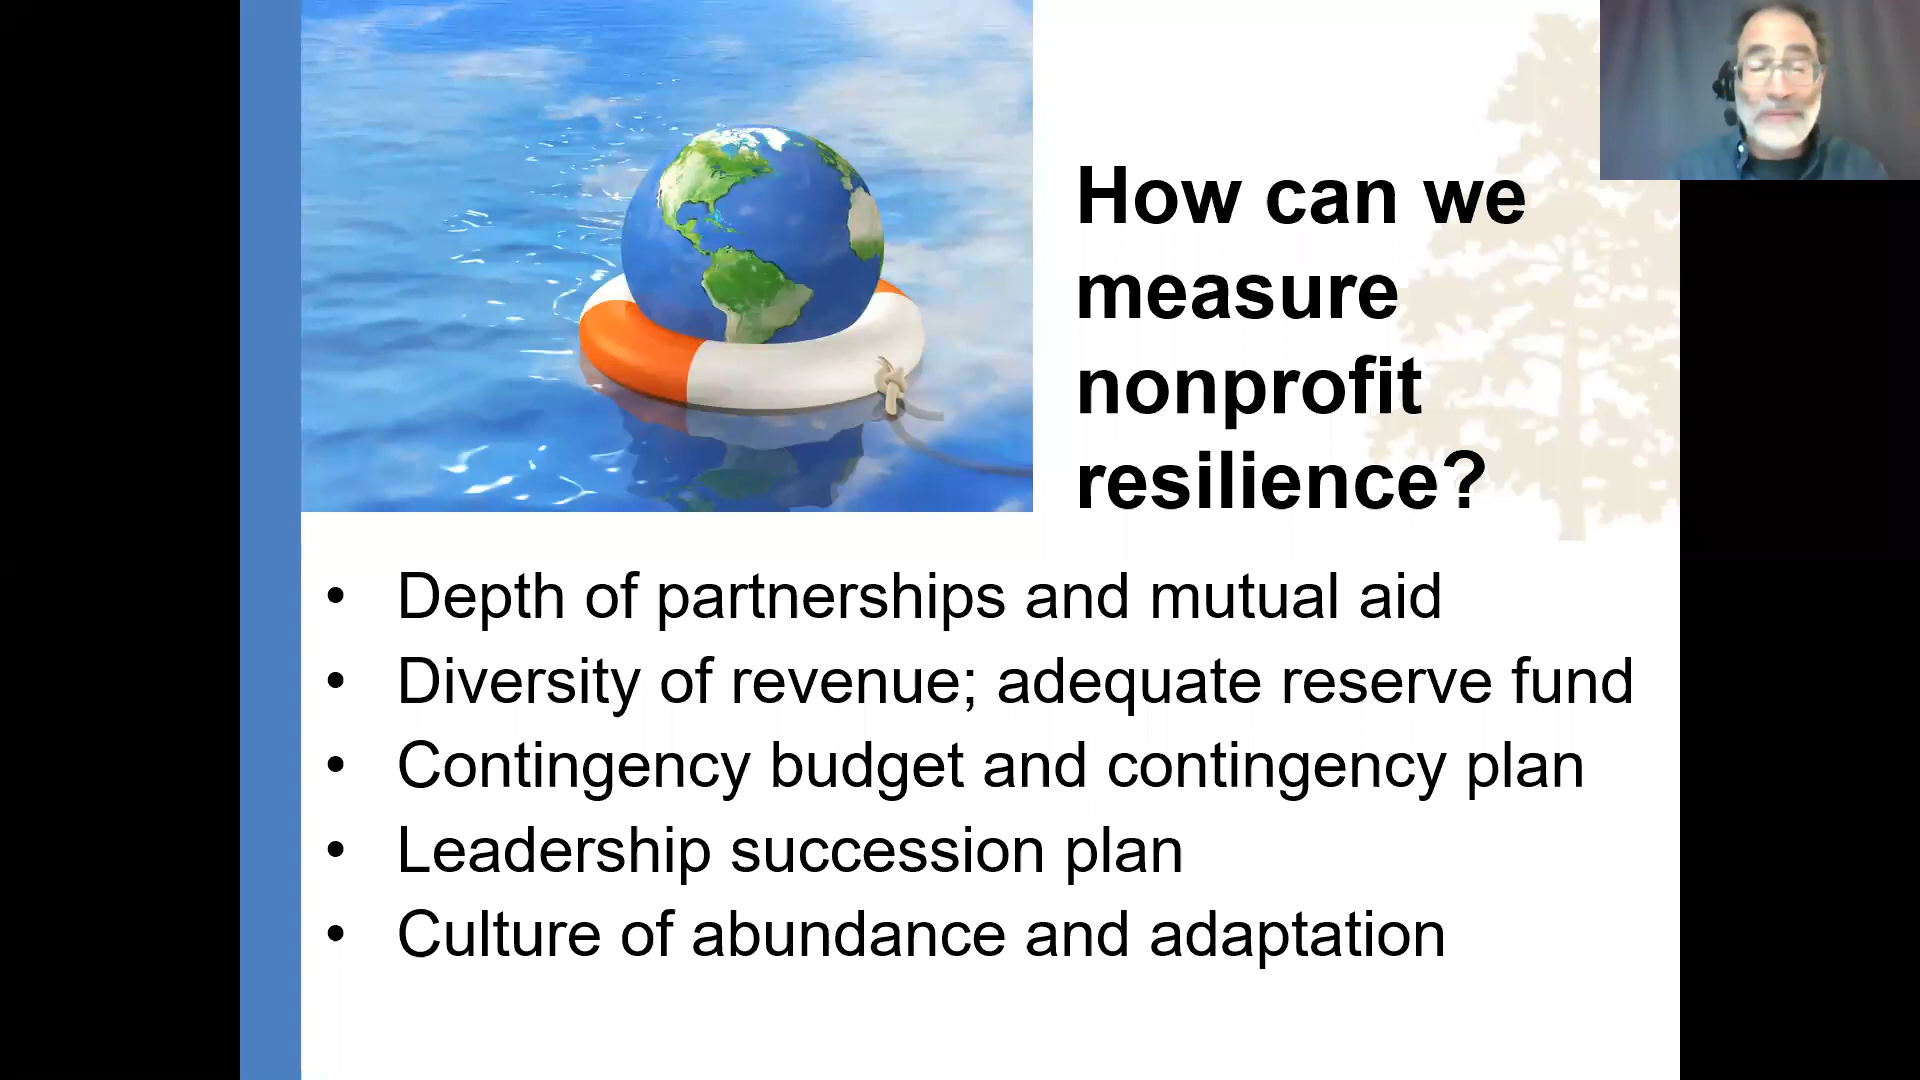 How can we
measure
nonprofit
resilience?
• Depth of partnerships and mutual aid
• Diversity of revenue; adequate reserve fund
• Contingency budget and contingency plan
• Leadership succession plan
• Culture of abundance and adaptation